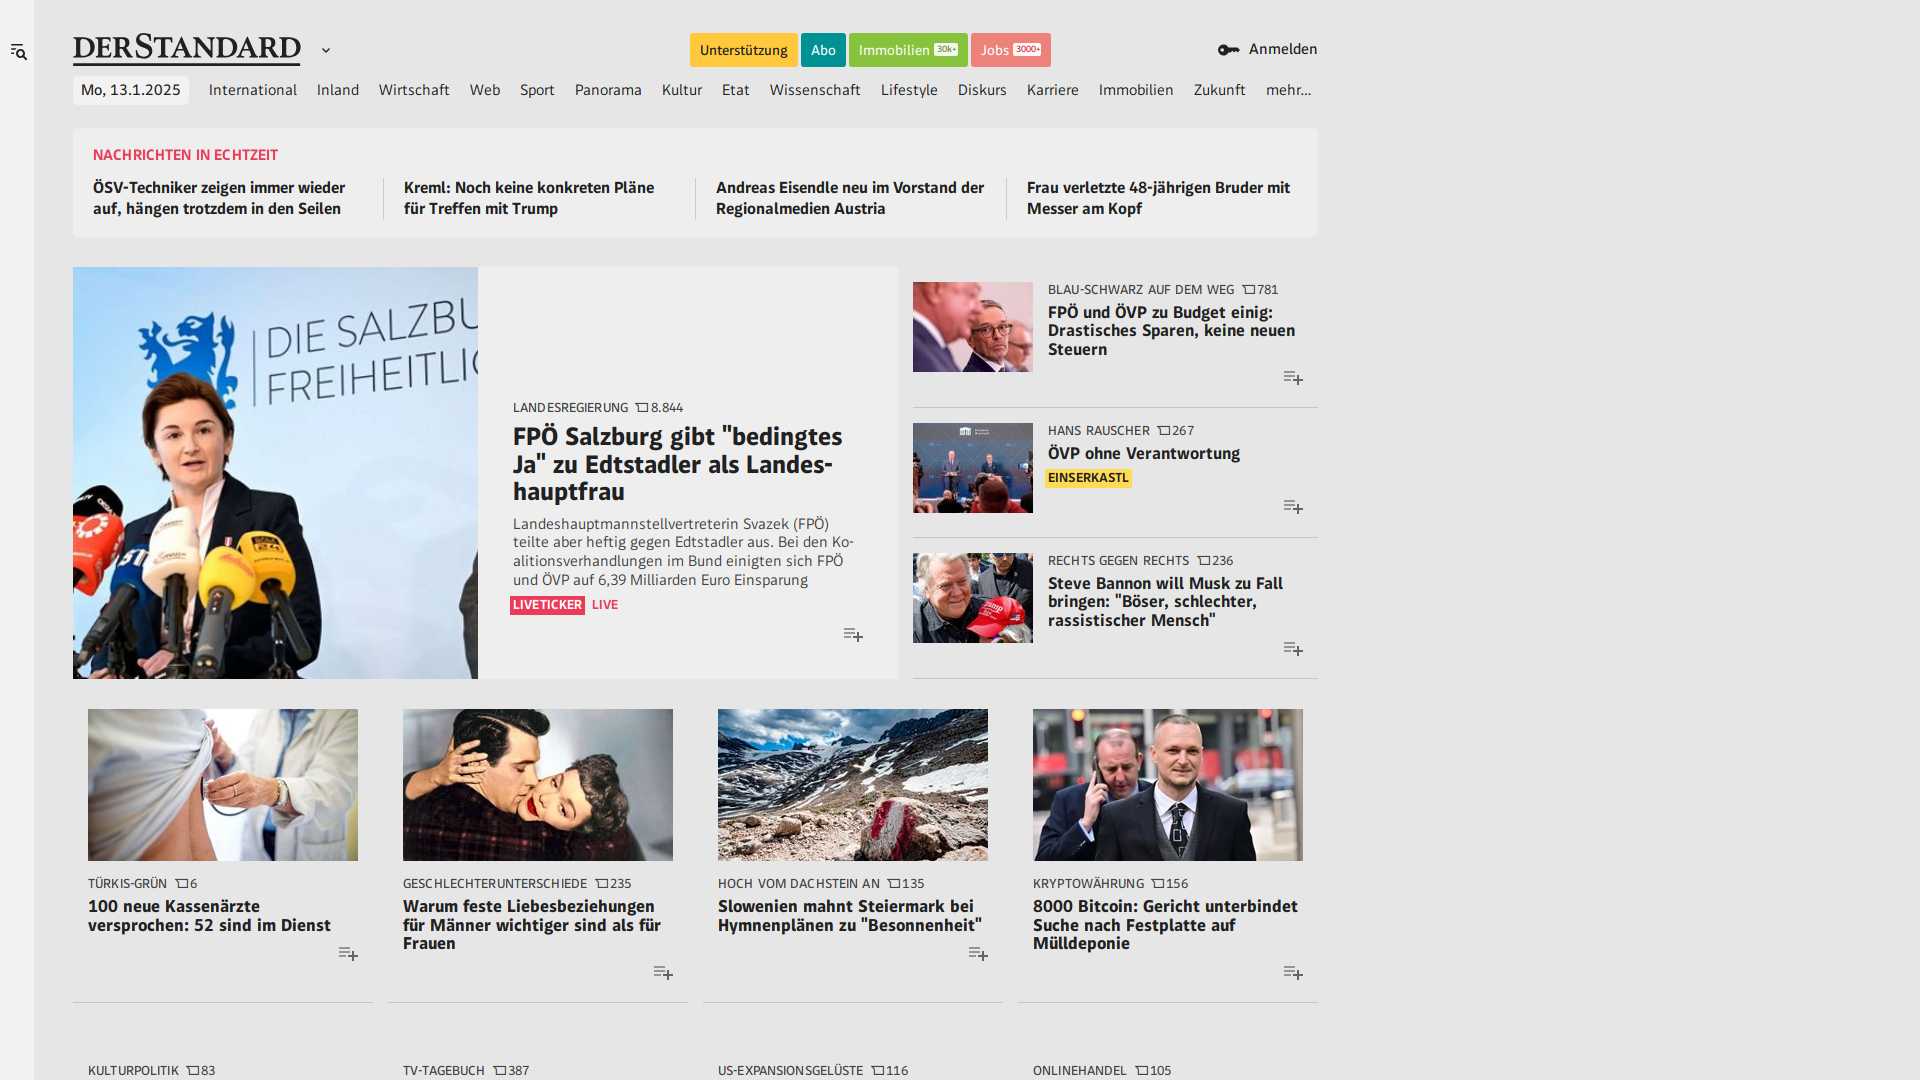 DERSTANDARD
Unterstützung
Abo
Immobilien 30k+
Jobs 3000+
Anmelden
Mo, 13.1.2025
International
Inland
Wirtschaft
Web
Sport
Panorama
Kultur
Etat
Wissenschaft
Lifestyle
Diskurs
Karriere
Immobilien
Zukunft
mehr...
NACHRICHTEN IN ECHTZEIT
ÖSV-Techniker zeigen immer wieder
auf, hängen trotzdem in den Seilen
Kreml: Noch keine konkreten Pläne
für Treffen mit Trump
Andreas Eisendle neu im Vorstand der
Regionalmedien Austria
Frau verletzte 48-jährigen Bruder mit
Messer am Kopf
DIE SALZBU
FREIHEITLIC
LANDESREGIERUNG 8.844
FPÖ Salzburg gibt "bedingtes
Ja" zu Edtstadler als Landes-
hauptfrau
Landeshauptmannstellvertreterin Svazek (FPÖ)
teilte aber heftig gegen Edtstadler aus. Bei den Ko-
alitionsverhandlungen im Bund einigten sich FPÖ
und ÖVP auf 6,39 Milliarden Euro Einsparung
LIVETICKER LIVE
BLAU-SCHWARZ AUF DEM WEG 781
FPÖ und ÖVP zu Budget einig:
Drastisches Sparen, keine neuen
Steuern
HANS RAUSCHER 267
ÖVP ohne Verantwortung
EINSERKASTL
RECHTS GEGEN RECHTS 236
Steve Bannon will Musk zu Fall
bringen: "Böser, schlechter,
rassistischer Mensch"
TÜRKIS-GRÜN 6
100 neue Kassenärzte
versprochen: 52 sind im Dienst
GESCHLECHTERUNTERSCHIEDE 235
Warum feste Liebesbeziehungen
für Männer wichtiger sind als für
Frauen
HOCH VOM DACHSTEIN AN 135
Slowenien mahnt Steiermark bei
Hymnenplänen zu "Besonnenheit"
KRYPTOWÄHRUNG 156
8000 Bitcoin: Gericht unterbindet
Suche nach Festplatte auf
Mülldeponie
KULTURPOLITIK 83
TV-TAGEBUCH 387
US-EXPANSIONSGELÜSTE 116
ONLINEHANDEL 105